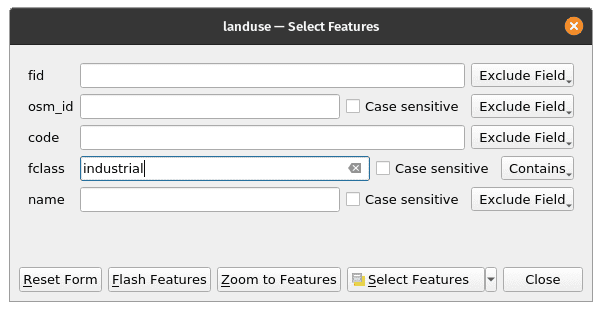 landuse — Select Features
fid Exclude Field
osm_id Case sensitive Exclude Field
code Exclude Field
fclass industrial Case sensitive Contains
name Case sensitive Exclude Field
Reset Form Flash Features Zoom to Features Select Features Close